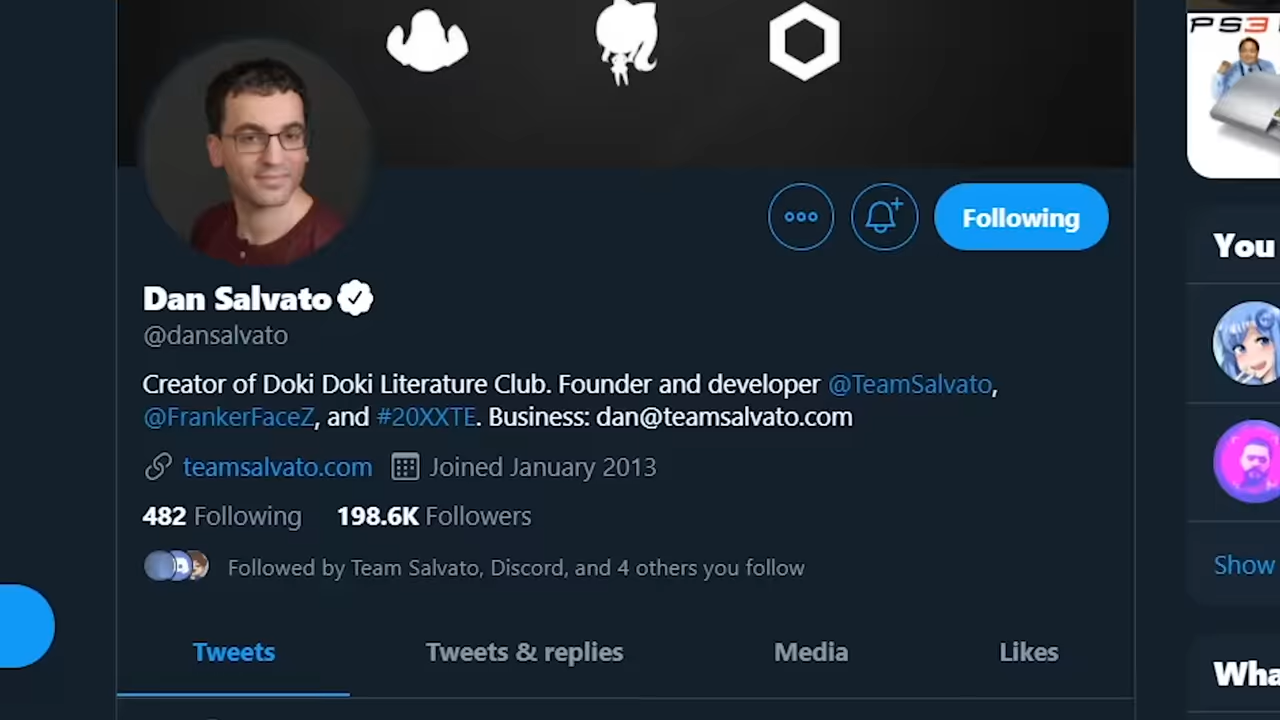 PS3
Following
You
Dan Salvato
@dansalvato
Creator of Doki Doki Literature Club. Founder and developer @TeamSalvato,
@FrankerFaceZ, and #20XXTE. Business: dan@teamsalvato.com
teamsalvato.com Joined January 2013
482 Following 198.6K Followers
Followed by Team Salvato, Discord, and 4 others you follow
Show
Tweets Tweets & replies Media Likes